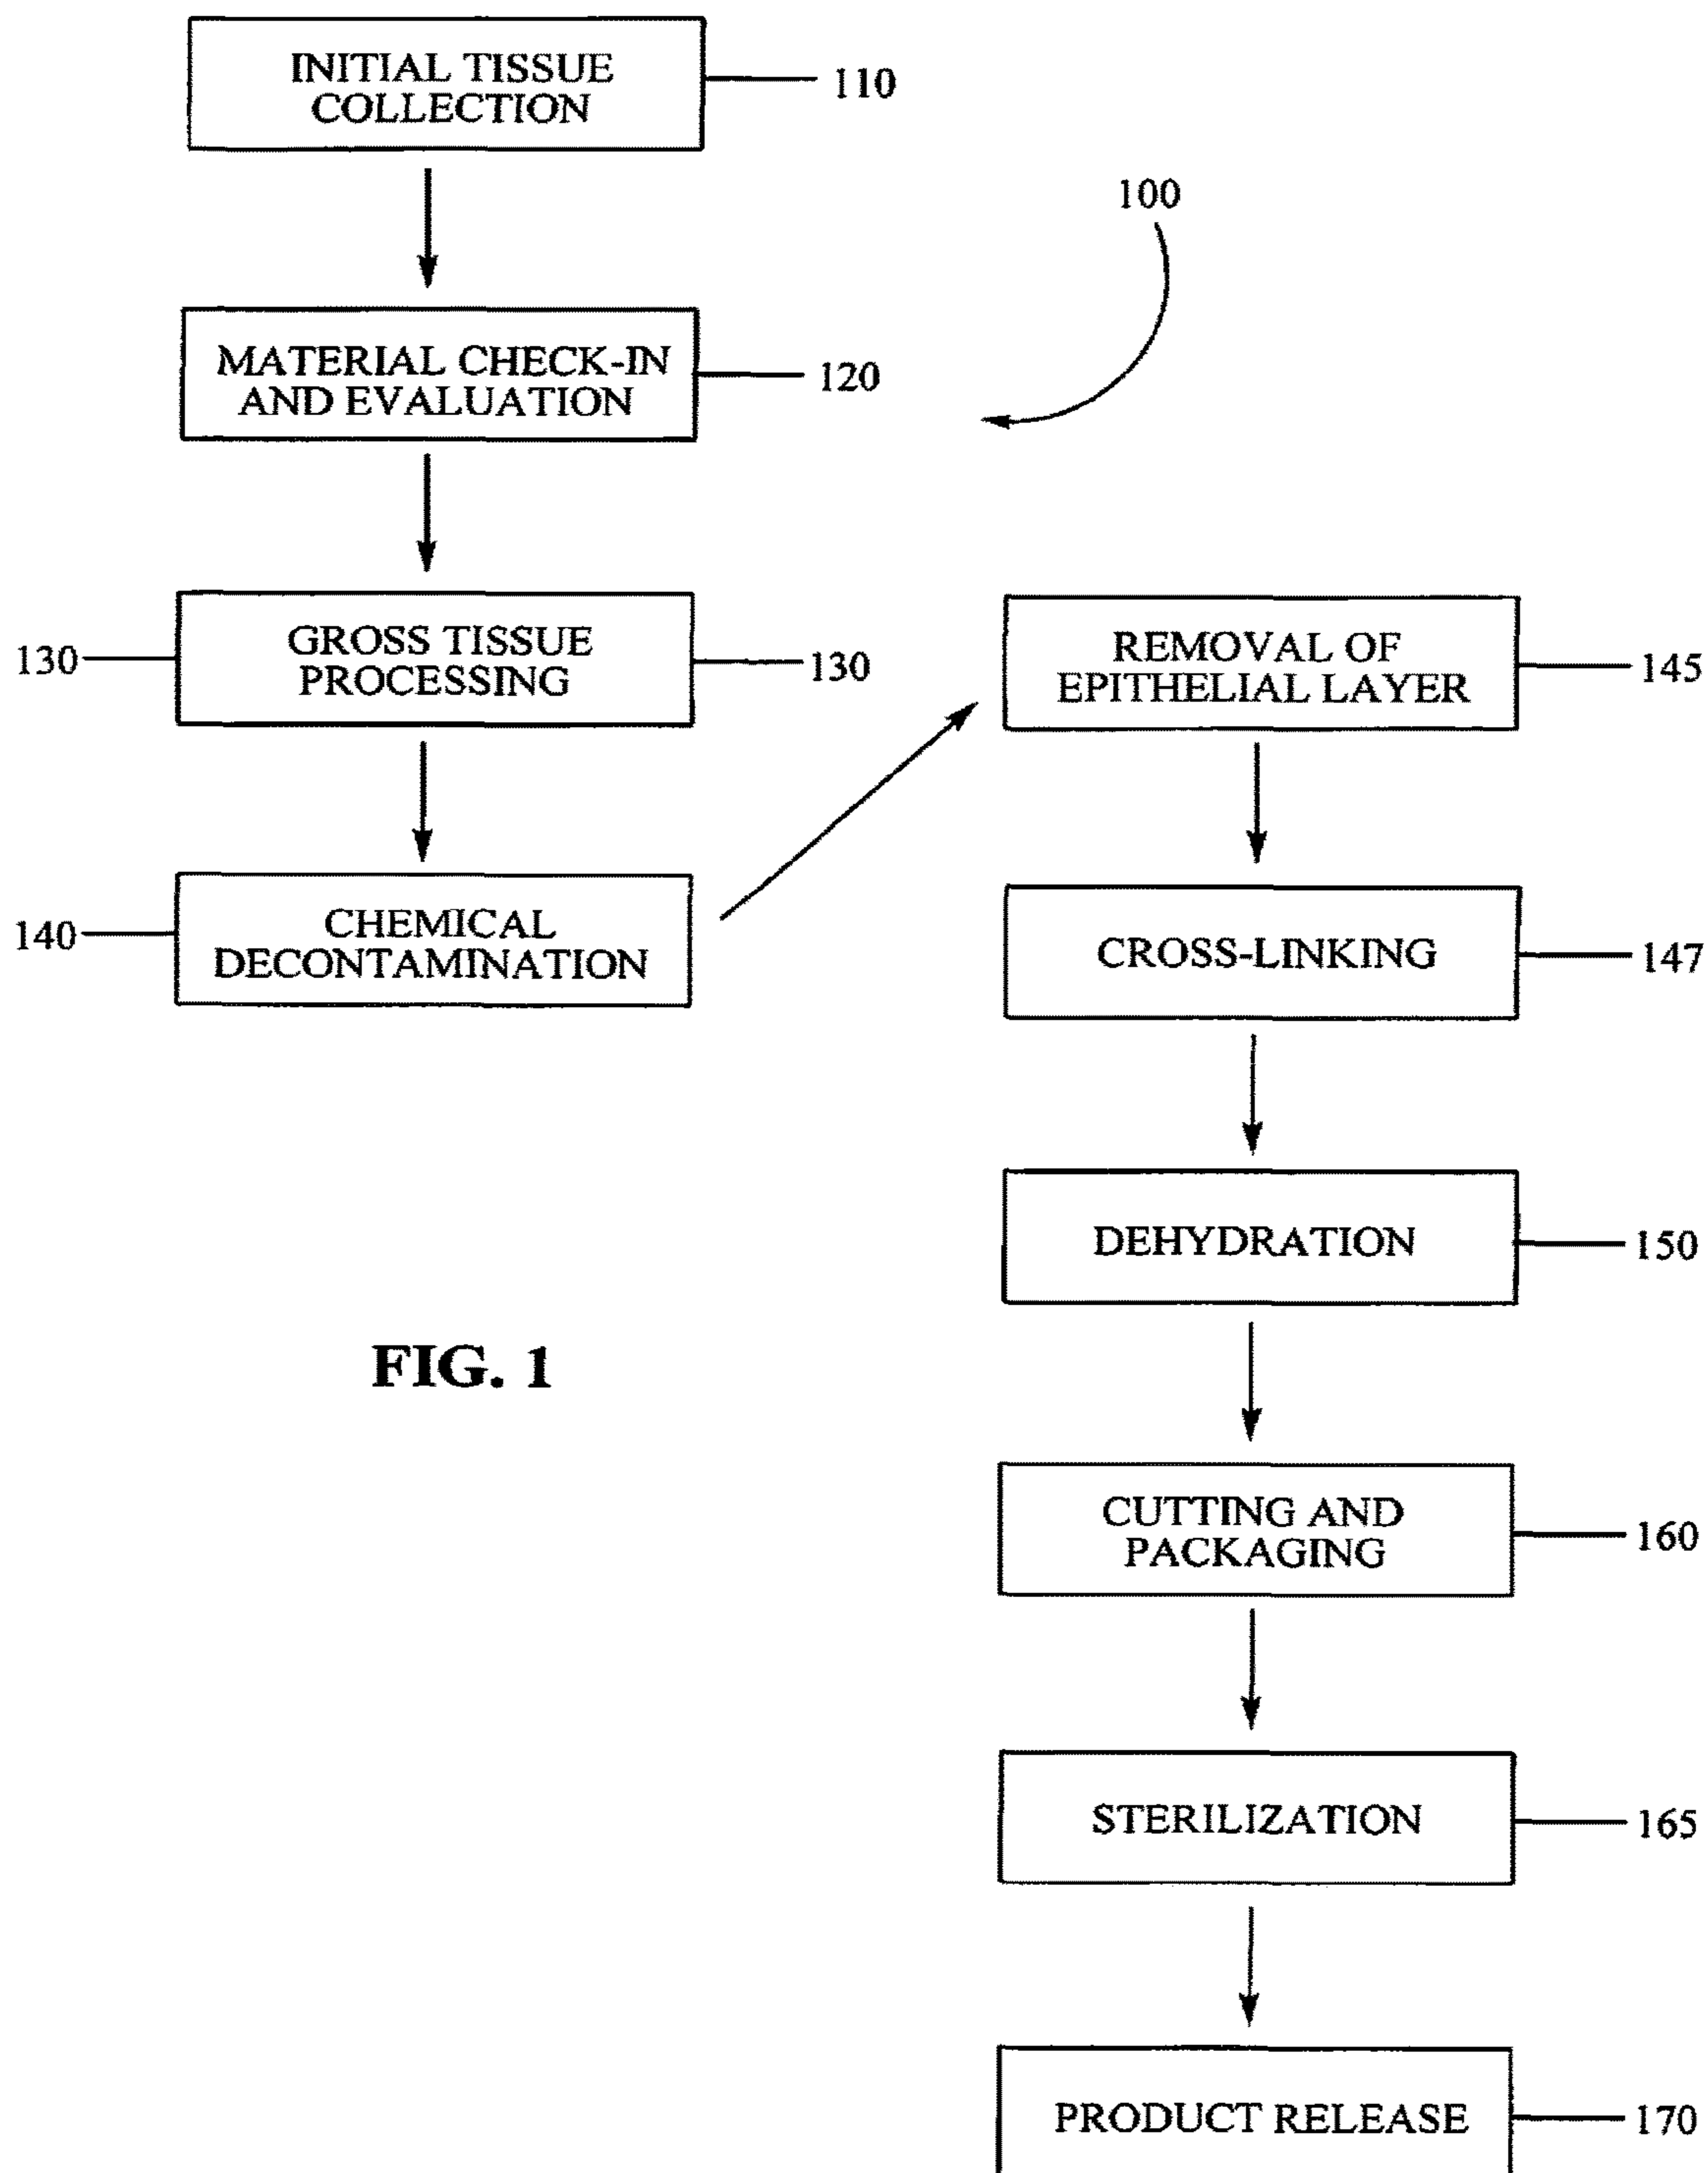 INITIAL TISSUE
COLLECTION
110
100
MATERIAL CHECK-IN
AND EVALUATION
120
130
GROSS TISSUE
PROCESSING
130
140
CHEMICAL
DECONTAMINATION
REMOVAL OF
EPITHELIAL LAYER
145
CROSS-LINKING
147
DEHYDRATION
150
FIG. 1
CUTTING AND
PACKAGING
160
STERILIZATION
165
PRODUCT RELEASE
170